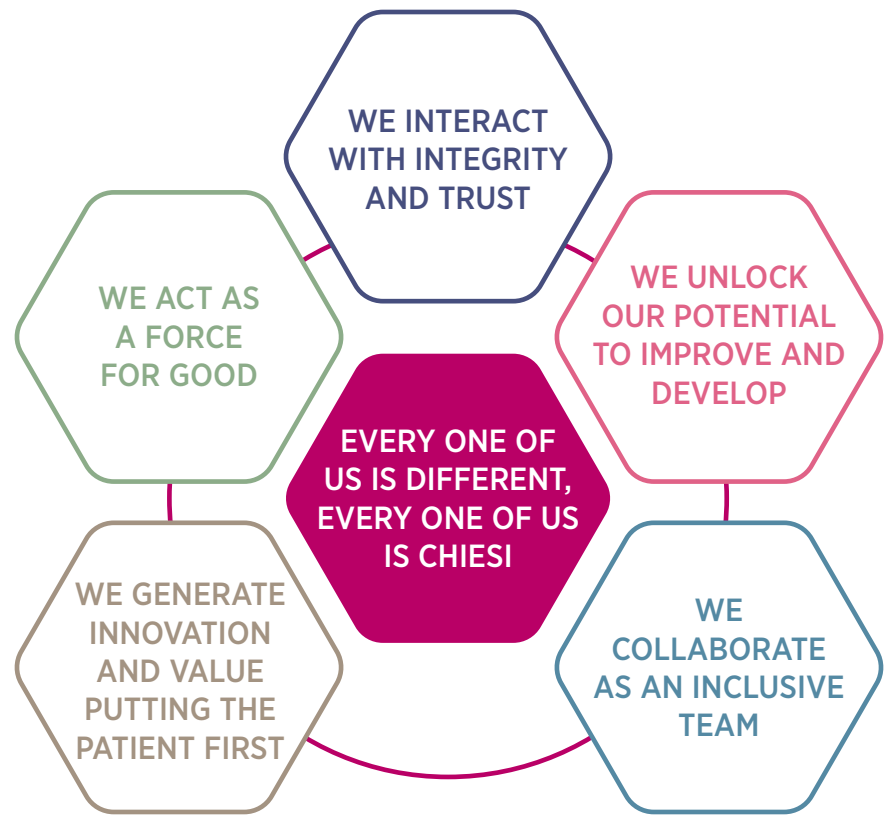 WE INTERACT
WITH INTEGRITY
AND TRUST
WE UNLOCK
OUR POTENTIAL
TO IMPROVE AND
DEVELOP
WE ACT AS
A FORCE
FOR GOOD
EVERY ONE OF
US IS DIFFERENT,
EVERY ONE OF US
IS CHIESI
WE GENERATE
INNOVATION
AND VALUE
PUTTING THE
PATIENT FIRST
WE
COLLABORATE
AS AN INCLUSIVE
TEAM